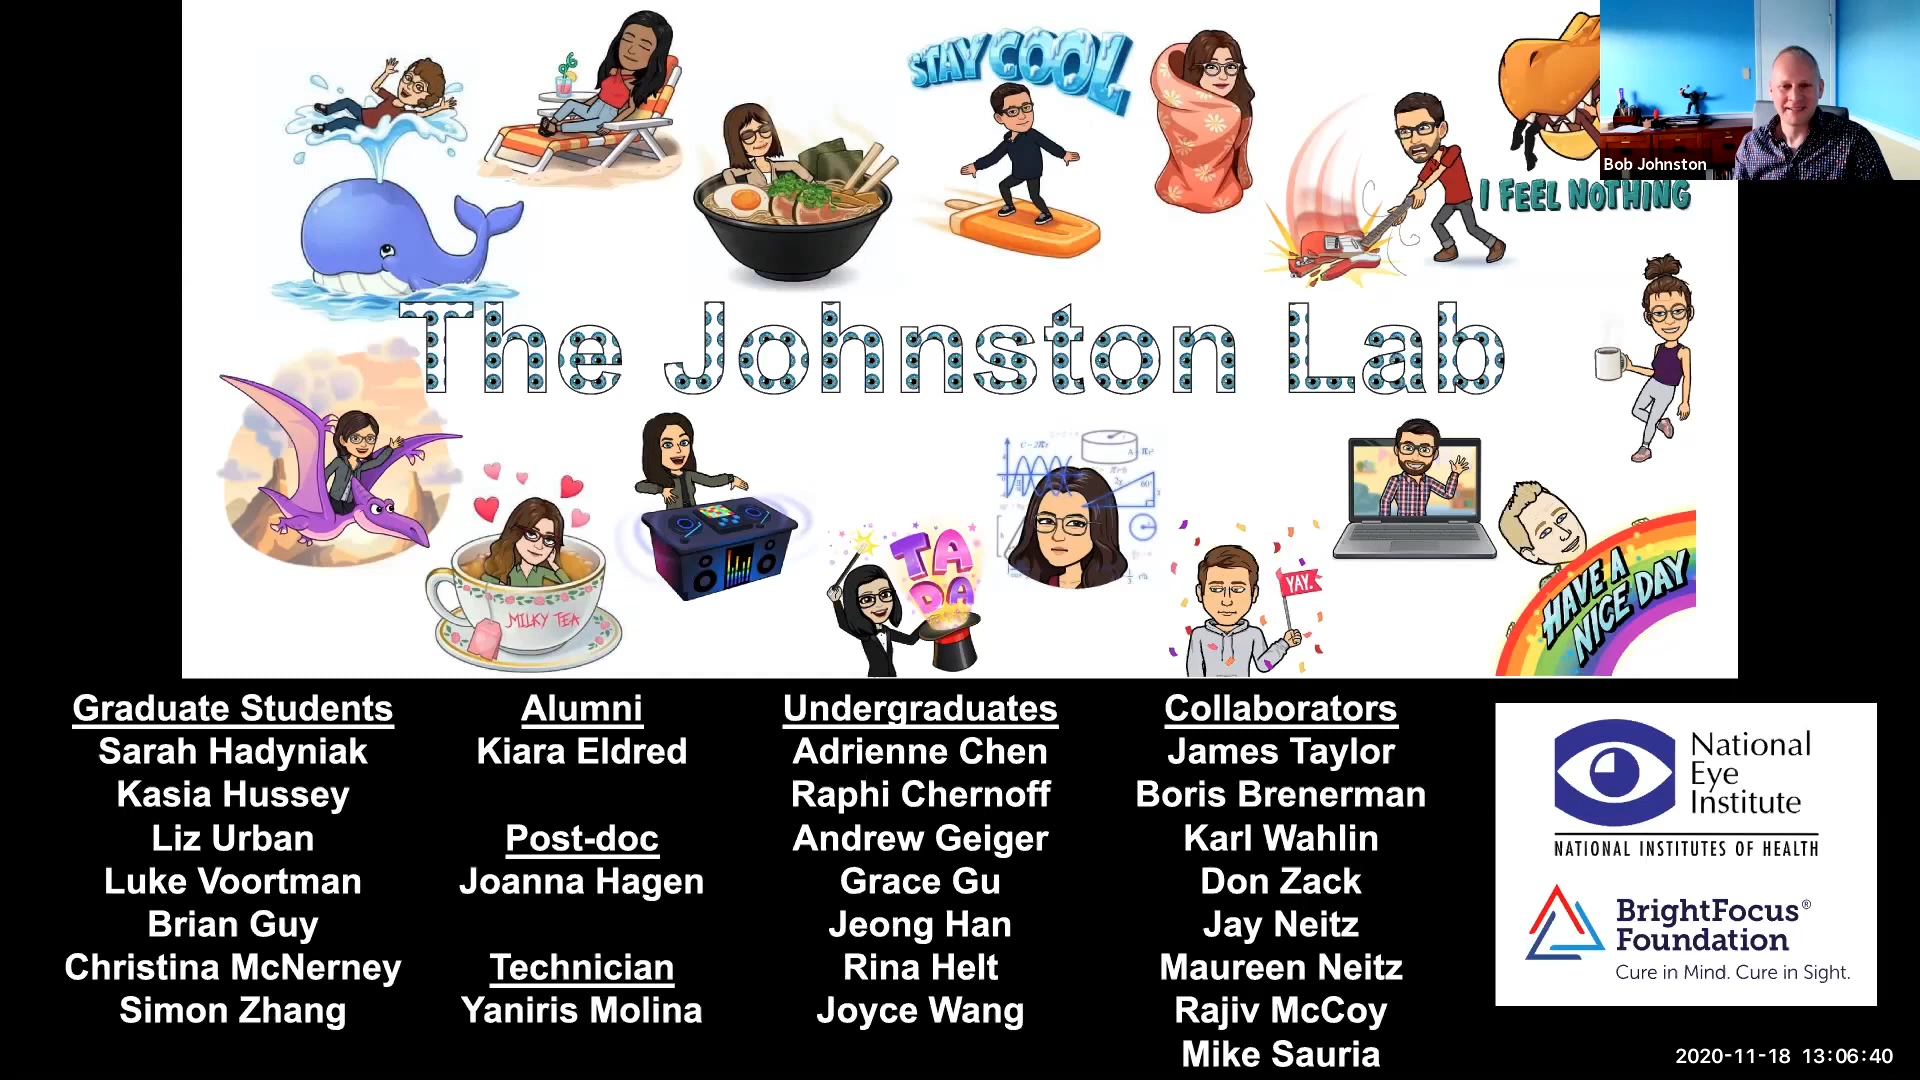 STAY COOL
Bob Johnston
I FEEL NOTHING
The Johnston Lab
MILKY TEA
TA
DA
YAY.
HAVE A
NICE DAY
Graduate Students
Sarah Hadyniak
Kasia Hussey
Liz Urban
Luke Voortman
Brian Guy
Christina McNerney
Simon Zhang
Alumni
Kiara Eldred
Post-doc
Joanna Hagen
Technician
Yaniris Molina
Undergraduates
Adrienne Chen
Raphi Chernoff
Andrew Geiger
Grace Gu
Jeong Han
Rina Helt
Joyce Wang
Collaborators
James Taylor
Boris Brenerman
Karl Wahlin
Don Zack
Jay Neitz
Maureen Neitz
Rajiv McCoy
Mike Sauria
National
Eye
Institute
NATIONAL INSTITUTES OF HEALTH
BrightFocus®
Foundation
Cure in Mind. Cure in Sight.
2020-11-18 13:06:40